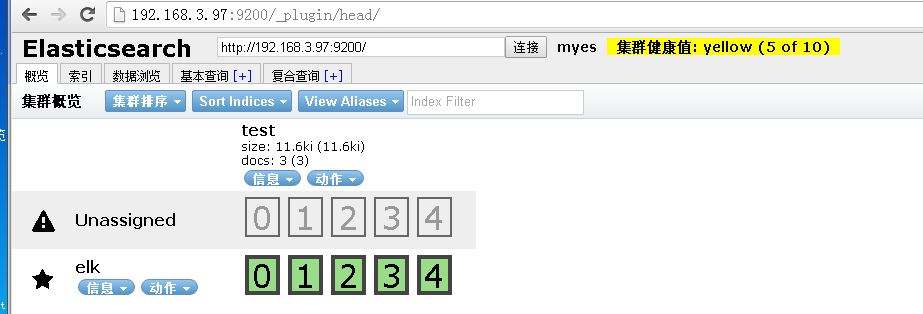 192.168.3.97:9200/_plugin/head/
Elasticsearch http://192.168.3.97:9200/ 连接 myes 集群健康值: yellow (5 of 10)
概览 索引 数据浏览 基本查询 [+] 复合查询 [+]
集群概览 集群排序 Sort Indices View Aliases Index Filter
test
size: 11.6ki (11.6ki)
docs: 3 (3)
信息 动作
Unassigned 0 1 2 3 4
elk 0 1 2 3 4
信息 动作